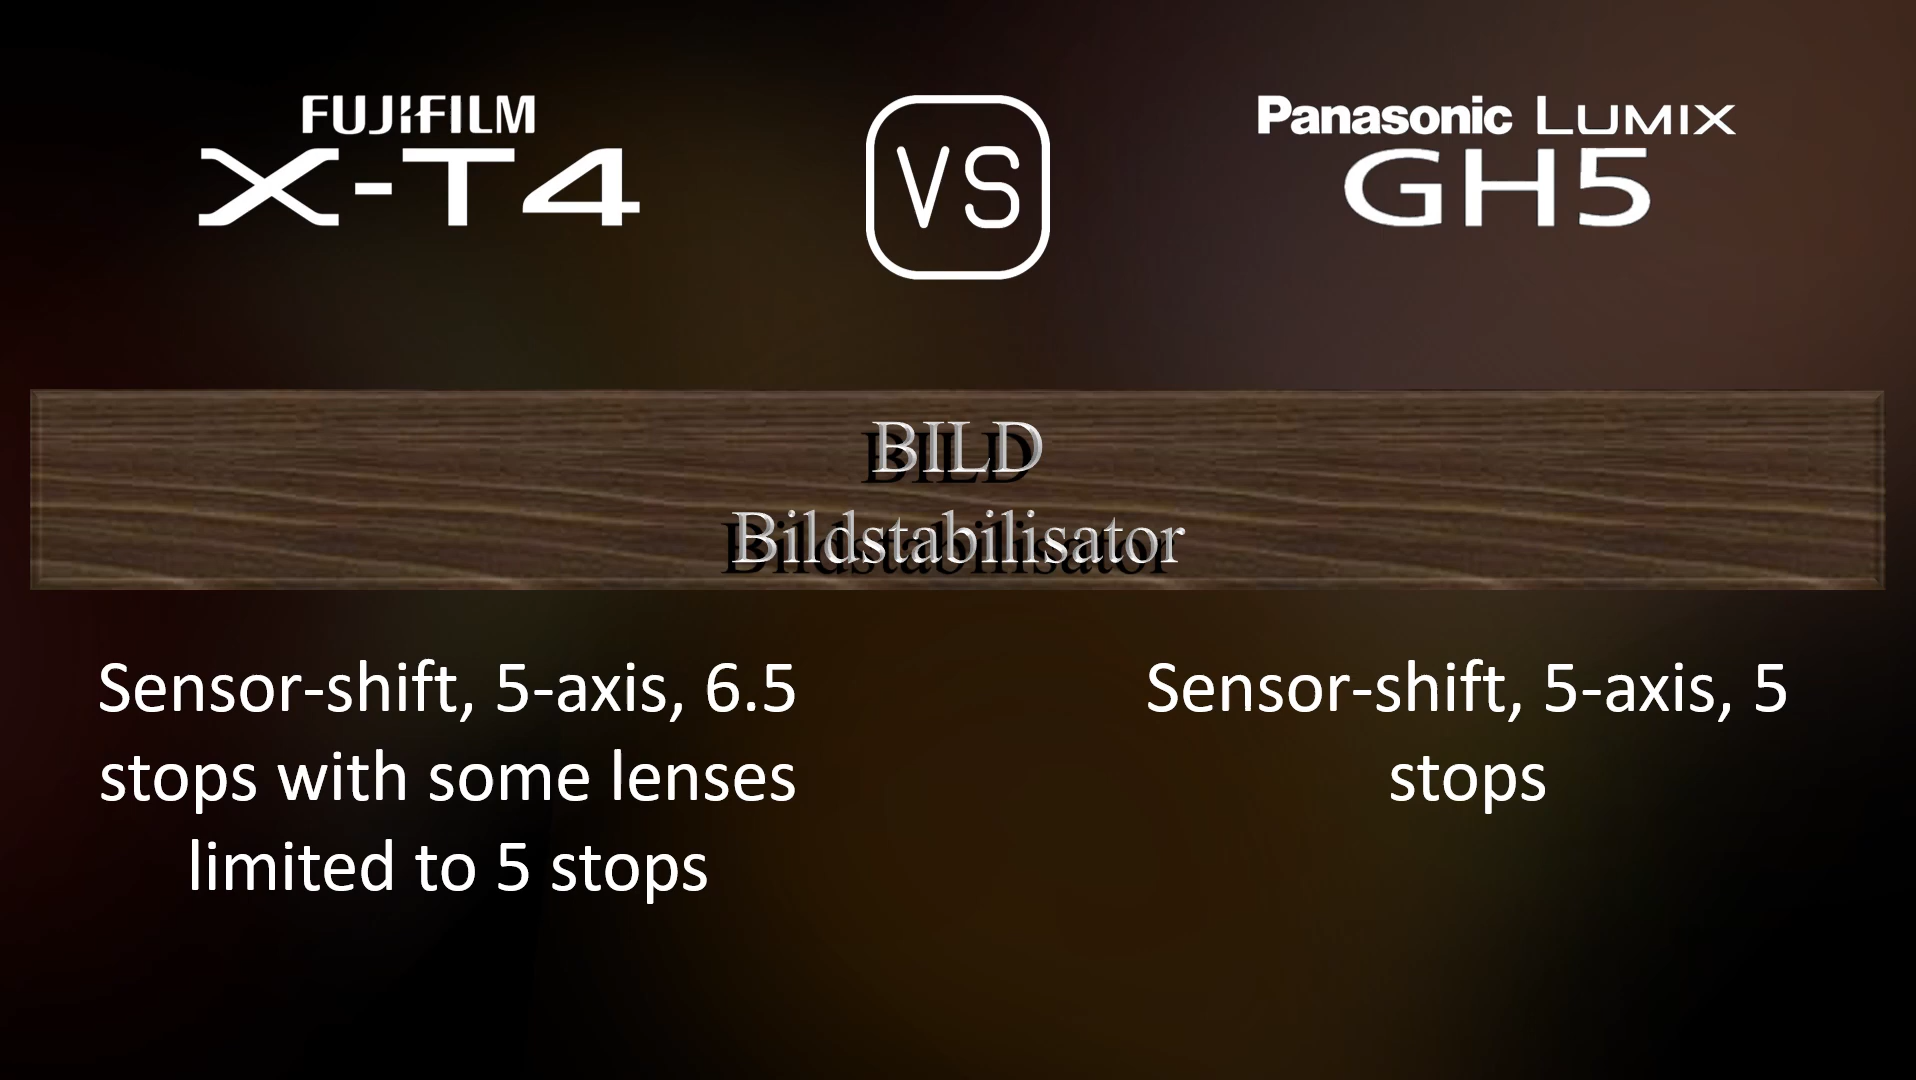 FUJIFILM
X-T4
VS
Panasonic LUMIX
GH5
BILD
Bildstabilisator
Sensor-shift, 5-axis, 6.5
stops with some lenses
limited to 5 stops
Sensor-shift, 5-axis, 5
stops